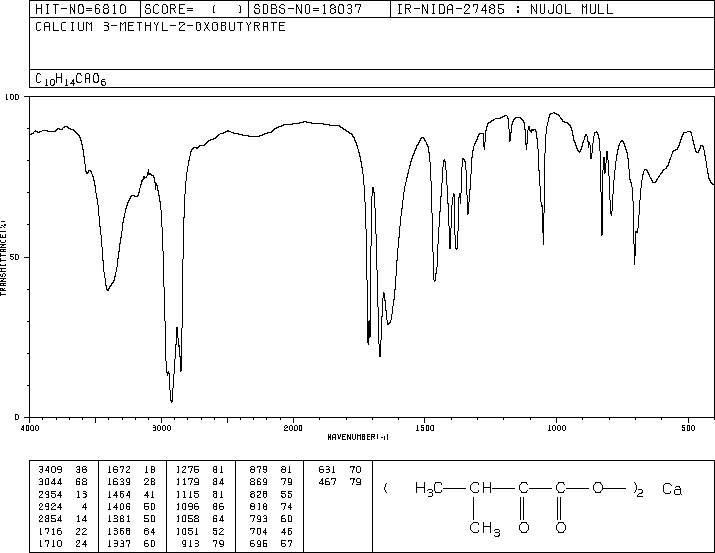 HIT-NO=6810 SCORE= ( ) SDBS-NO=18037 IR-NIDA-27485 : NUJOL MULL
CALCIUM 3-METHYL-2-OXOBUTYRATE
C10H14CAO6
100
50
0
TRANSMITTANCE(%)
4000 3000 2000 1500 1000 500
WAVENUMBER(-1)
3409 38 1672 18 1276 81 879 81 631 70
3044 68 1639 28 1179 84 869 79 467 79
2954 13 1464 41 1115 81 828 55
2924 4 1406 50 1096 86 818 74
2854 14 1381 50 1058 64 793 60
1716 22 1368 64 1051 52 704 46
1710 24 1337 60 913 79 696 57
( H3C CH C C O )2 Ca
CH3 O O